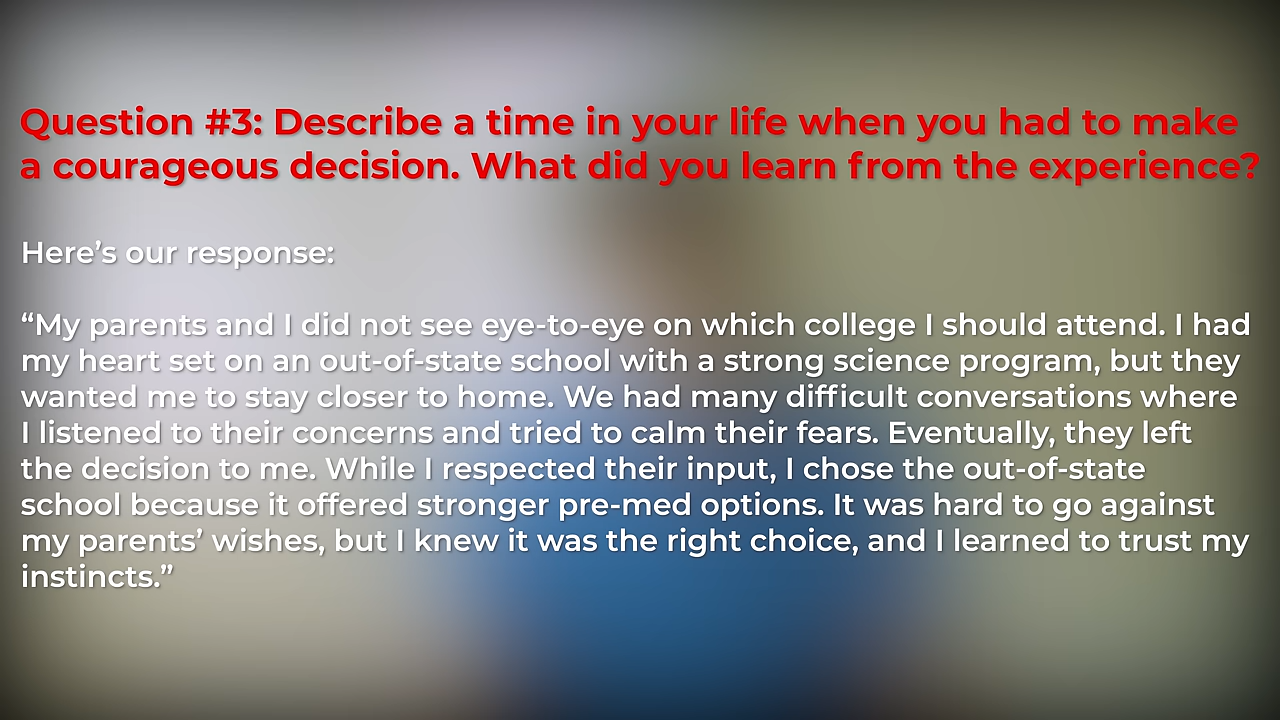 Question #3: Describe a time in your life when you had to make
a courageous decision. What did you learn from the experience?
Here’s our response:
“My parents and I did not see eye-to-eye on which college I should attend. I had
my heart set on an out-of-state school with a strong science program, but they
wanted me to stay closer to home. We had many difficult conversations where
I listened to their concerns and tried to calm their fears. Eventually, they left
the decision to me. While I respected their input, I chose the out-of-state
school because it offered stronger pre-med options. It was hard to go against
my parents’ wishes, but I knew it was the right choice, and I learned to trust my
instincts.”